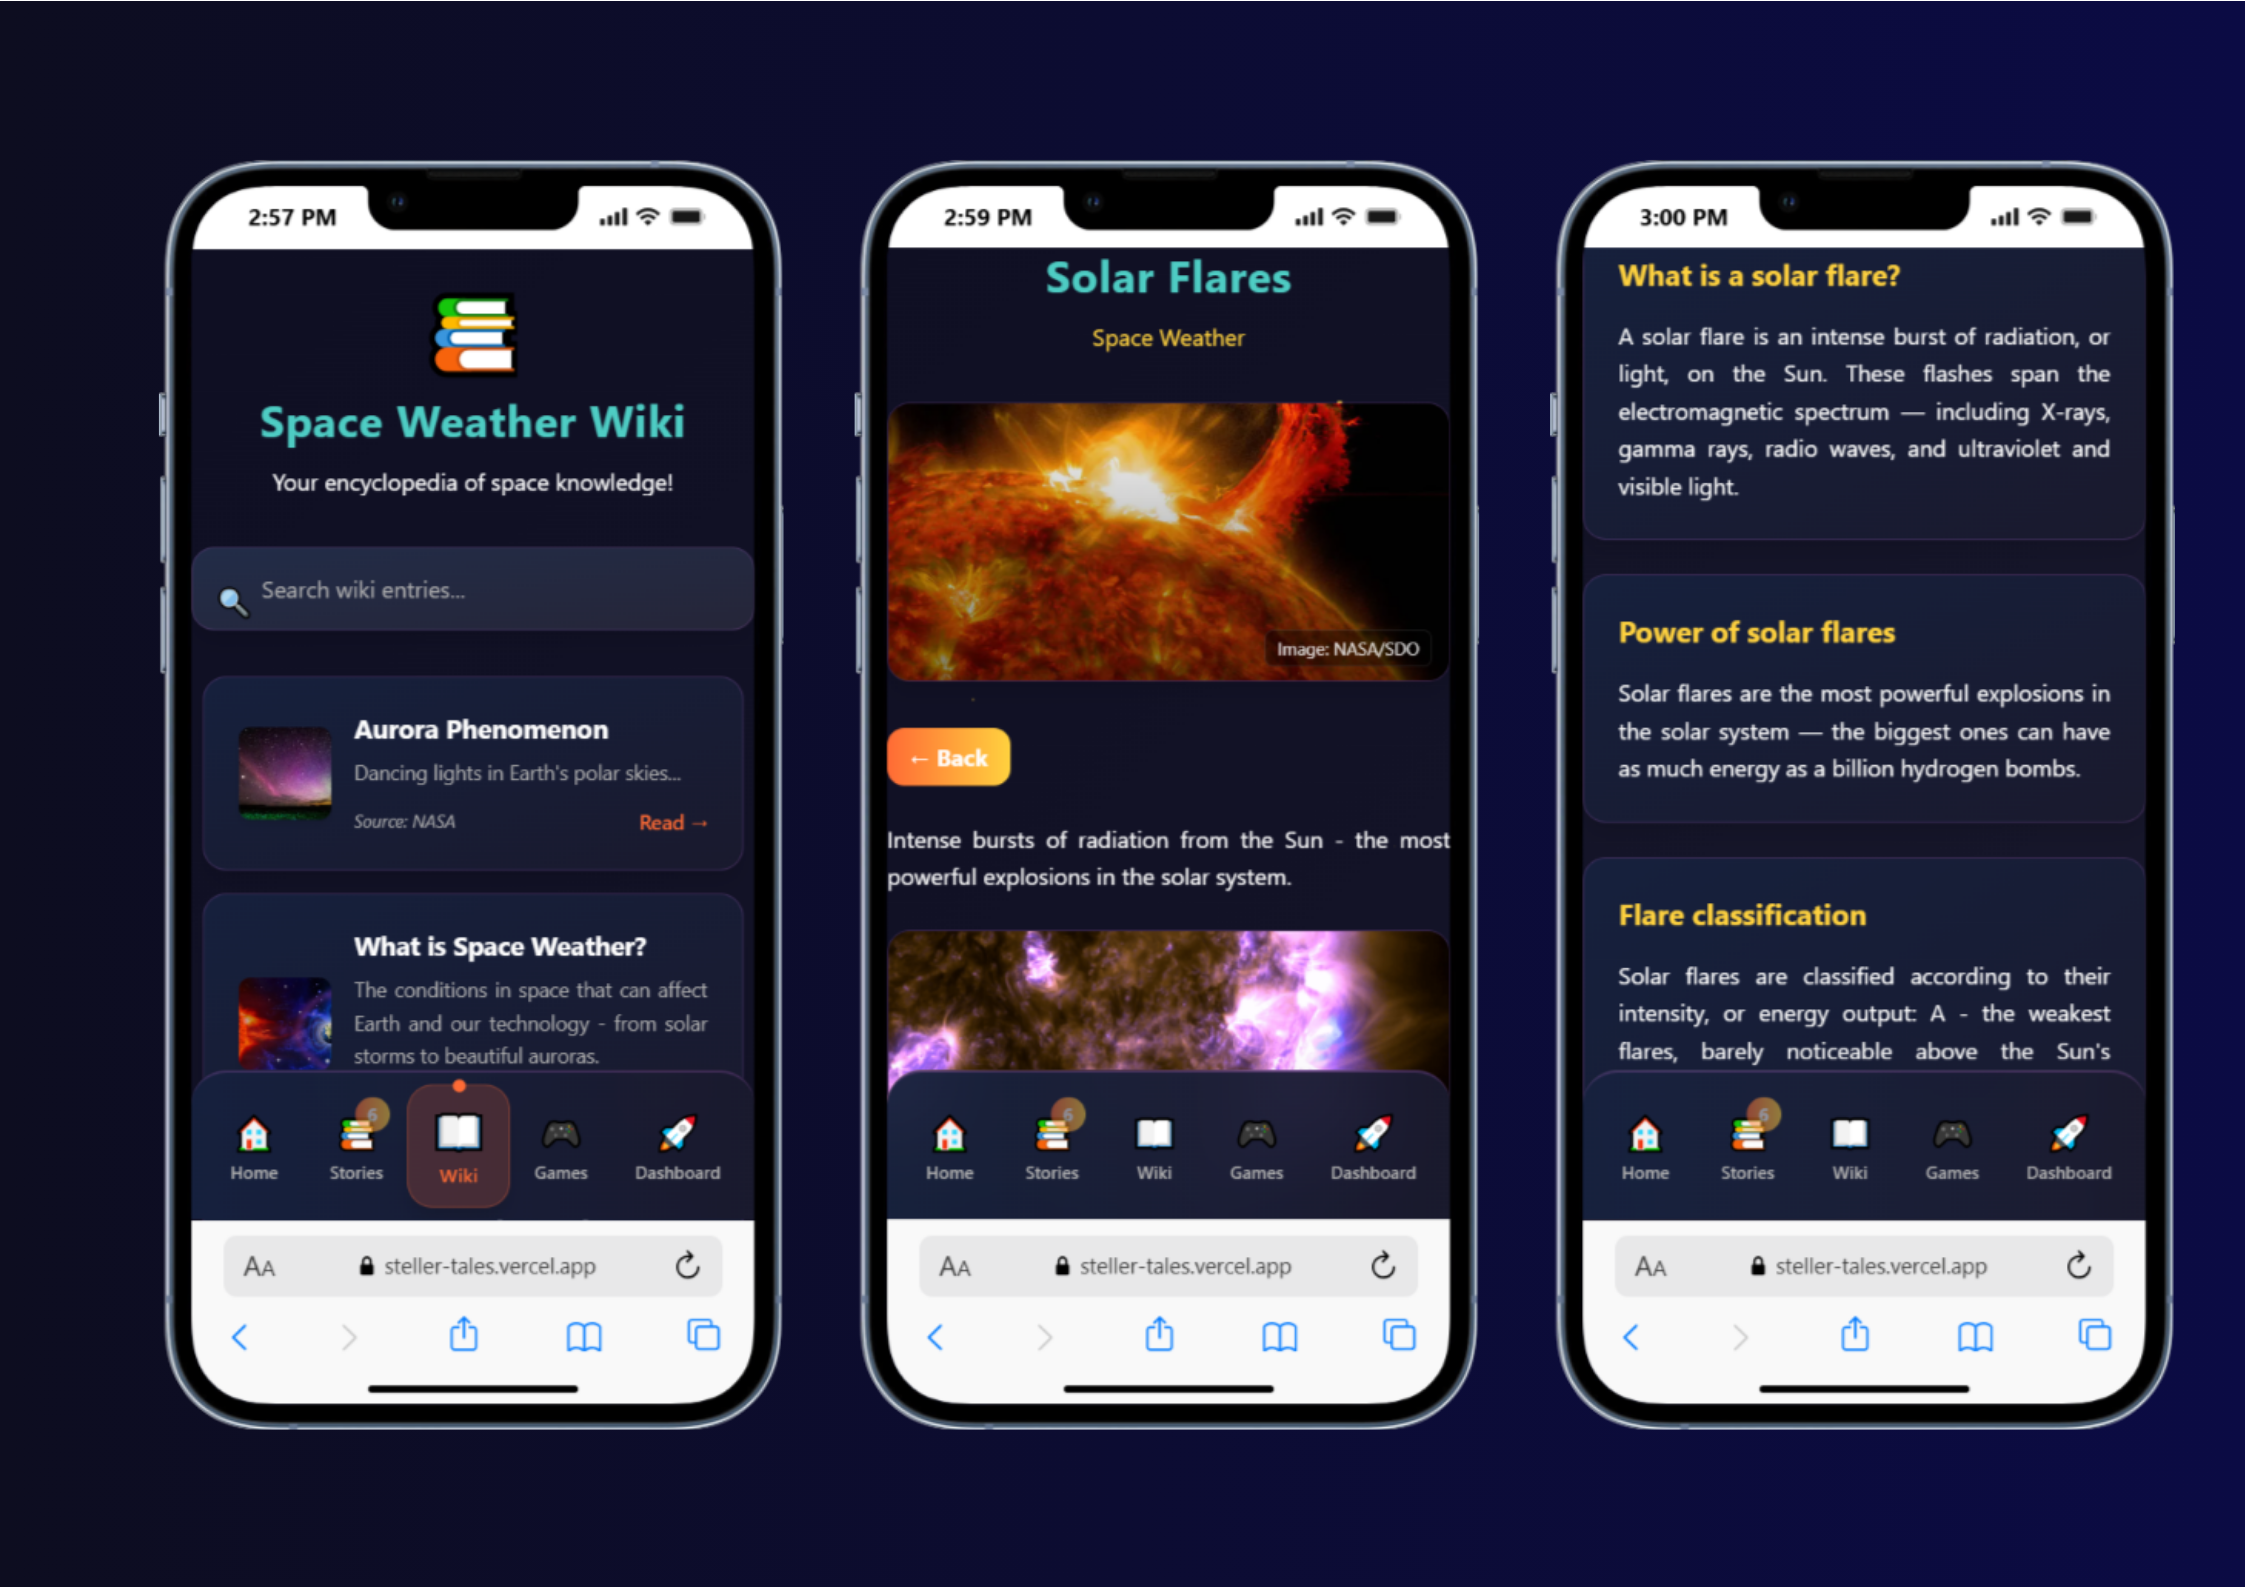 2:57 PM
Space Weather Wiki
Your encyclopedia of space knowledge!
Search wiki entries...
Aurora Phenomenon
Dancing lights in Earth's polar skies...
Source: NASA
Read →
What is Space Weather?
The conditions in space that can affect
Earth and our technology - from solar
storms to beautiful auroras.
6
Home
Stories
Wiki
Games
Dashboard
AA
steller-tales.vercel.app
2:59 PM
Solar Flares
Space Weather
Image: NASA/SDO
← Back
Intense bursts of radiation from the Sun - the most
powerful explosions in the solar system.
6
Home
Stories
Wiki
Games
Dashboard
AA
steller-tales.vercel.app
3:00 PM
What is a solar flare?
A solar flare is an intense burst of radiation, or
light, on the Sun. These flashes span the
electromagnetic spectrum — including X-rays,
gamma rays, radio waves, and ultraviolet and
visible light.
Power of solar flares
Solar flares are the most powerful explosions in
the solar system — the biggest ones can have
as much energy as a billion hydrogen bombs.
Flare classification
Solar flares are classified according to their
intensity, or energy output: A - the weakest
flares, barely noticeable above the Sun's
6
Home
Stories
Wiki
Games
Dashboard
AA
steller-tales.vercel.app